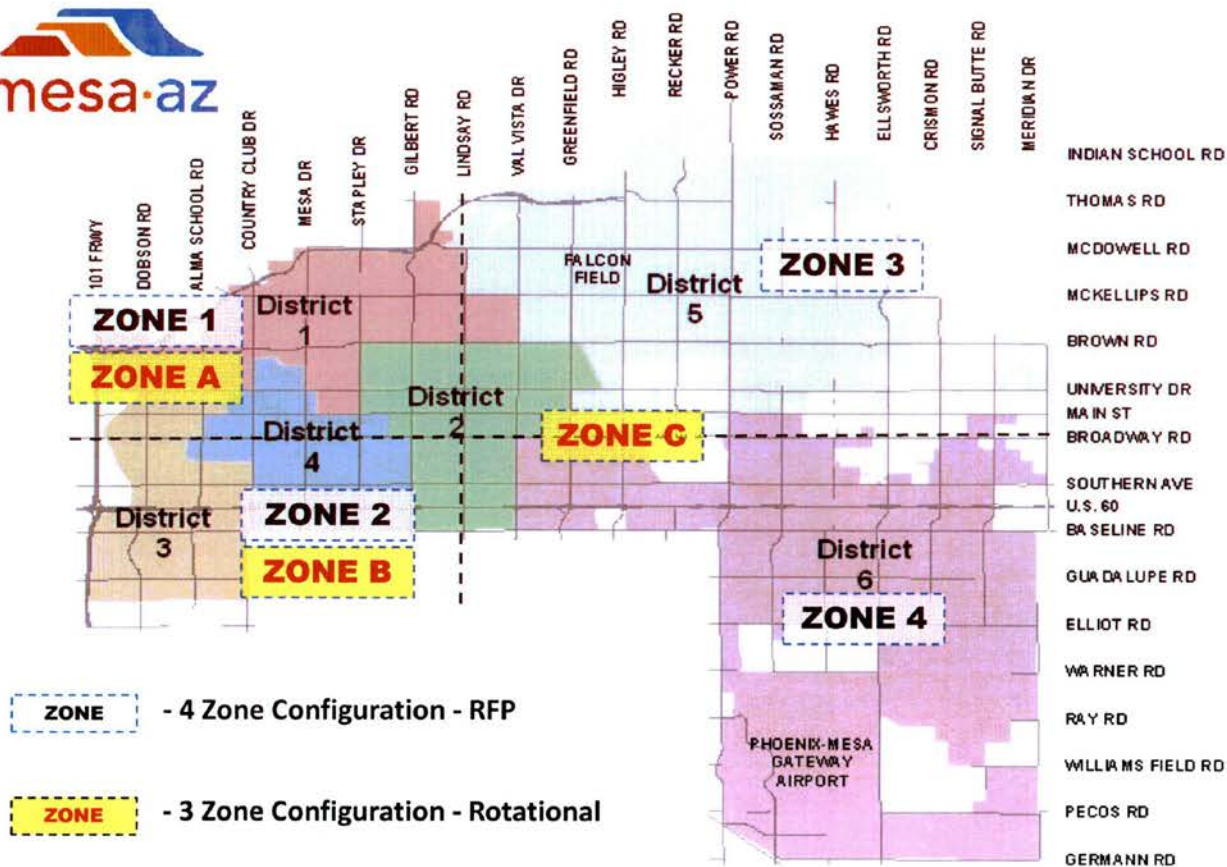 mesa·az
101 FRWY
DOBSON RD
ALMA SCHOOL RD
COUNTRY CLUB DR
MESA DR
STAPLEY DR
GILBERT RD
LINDSAY RD
VAL VISTA DR
GREENFIELD RD
HIGLEY RD
RECKER RD
POWER RD
SOSSAMAN RD
HAWES RD
ELLSWORTH RD
CRISMON RD
SIGNAL BUTTE RD
MERIDIAN DR
INDIAN SCHOOL RD
THOMAS RD
MCDOWELL RD
MCKELLIPS RD
BROWN RD
UNIVERSITY DR
MAIN ST
BROADWAY RD
SOUTHERN AVE
U.S. 60
BASELINE RD
GUADALUPE RD
ELLIOT RD
WARNER RD
RAY RD
WILLIAMS FIELD RD
PECOS RD
GERMANN RD
FALCON
FIELD
ZONE 3
District
5
ZONE 1
District
1
ZONE A
District
2
District
4
ZONE C
ZONE 2
District
3
ZONE B
District
6
ZONE 4
PHOENIX-MESA
GATEWAY
AIRPORT
ZONE - 4 Zone Configuration - RFP
ZONE - 3 Zone Configuration - Rotational